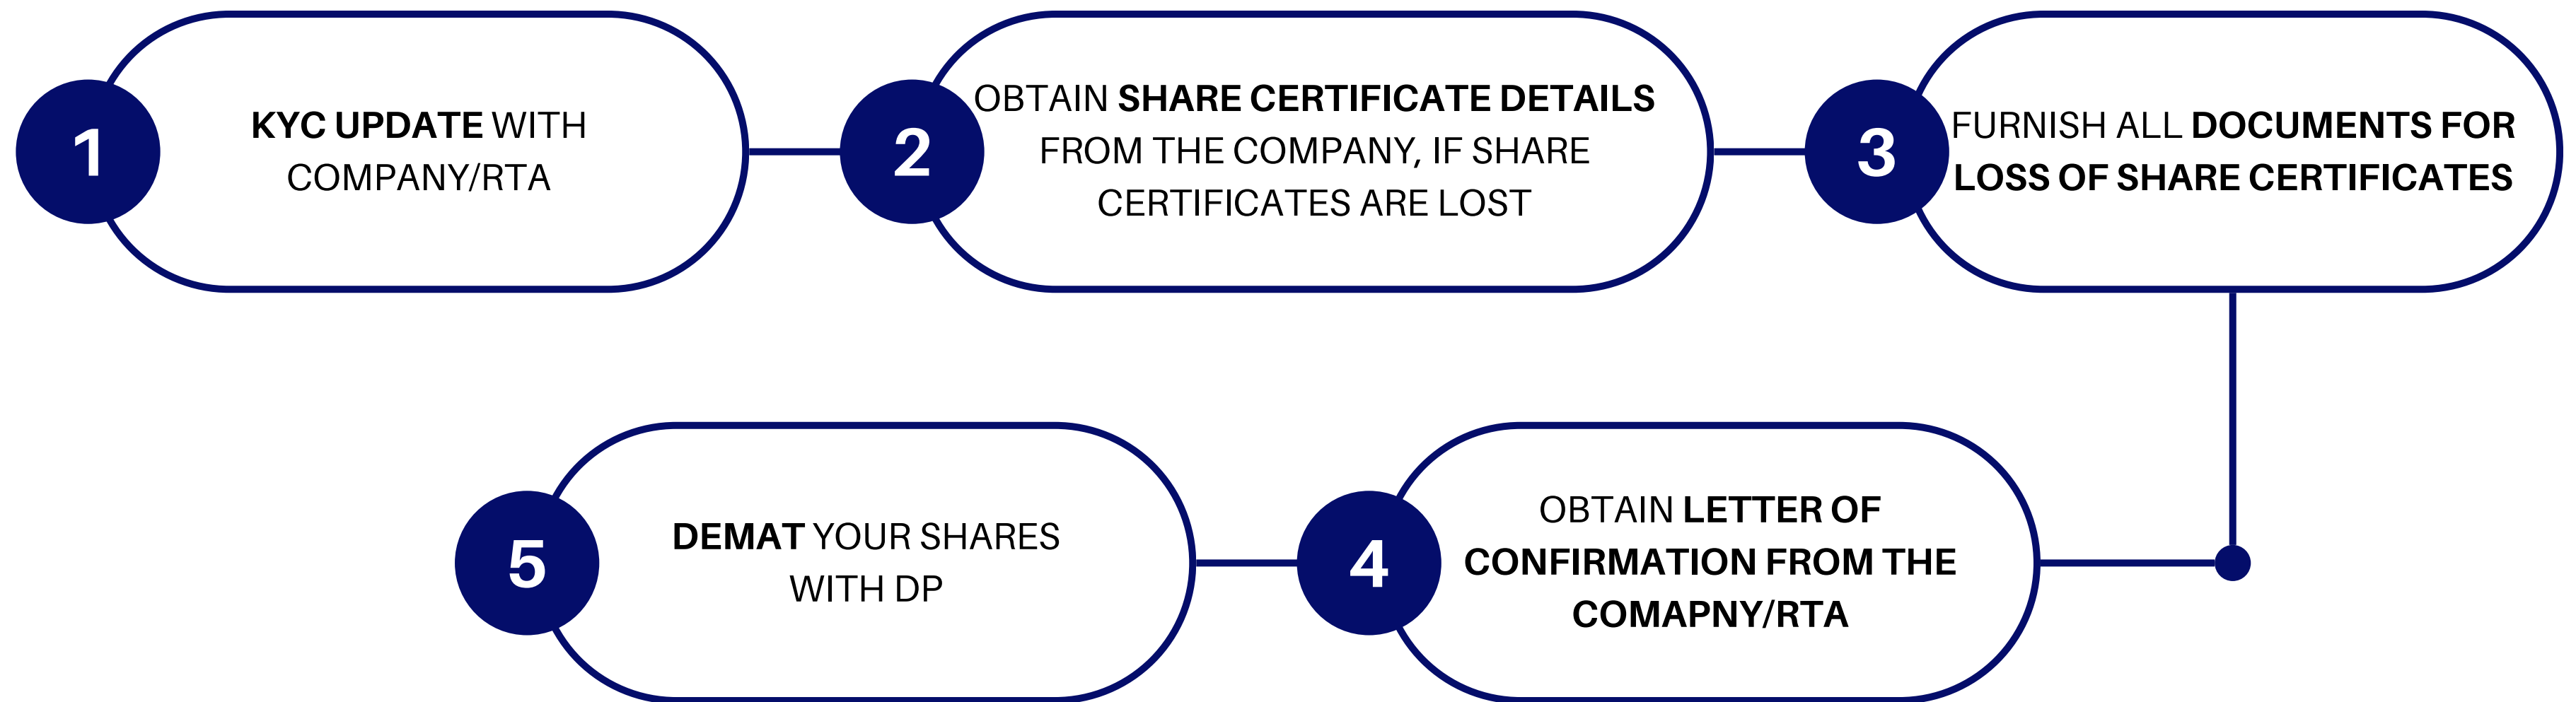 1
KYC UPDATE WITH
COMPANY/RTA
2
OBTAIN SHARE CERTIFICATE DETAILS
FROM THE COMPANY, IF SHARE
CERTIFICATES ARE LOST
3
FURNISH ALL DOCUMENTS FOR
LOSS OF SHARE CERTIFICATES
4
OBTAIN LETTER OF
CONFIRMATION FROM THE
COMAPNY/RTA
5
DEMAT YOUR SHARES
WITH DP